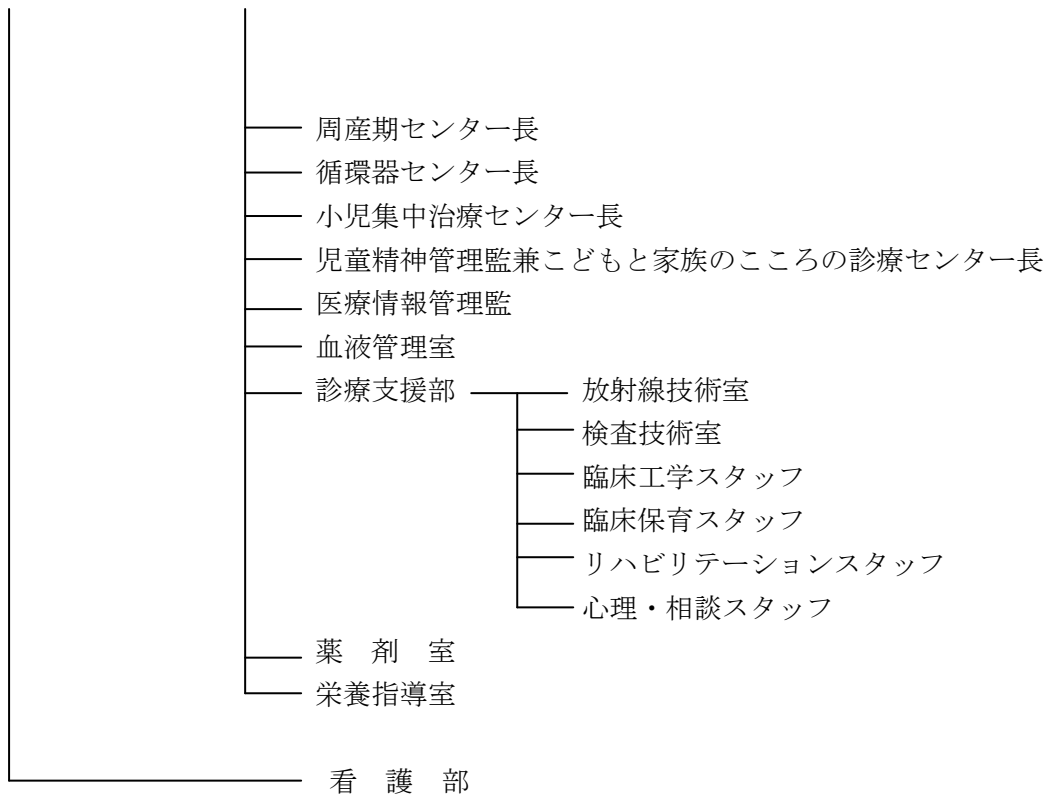 周産期センター長
循環器センター長
小児集中治療センター長
児童精神管理監兼こどもと家族のこころの診療センター長
医療情報管理監
血液管理室
診療支援部 放射線技術室
検査技術室
臨床工学スタッフ
臨床保育スタッフ
リハビリテーションスタッフ
心理・相談スタッフ
薬 剤 室
栄養指導室
看 護 部